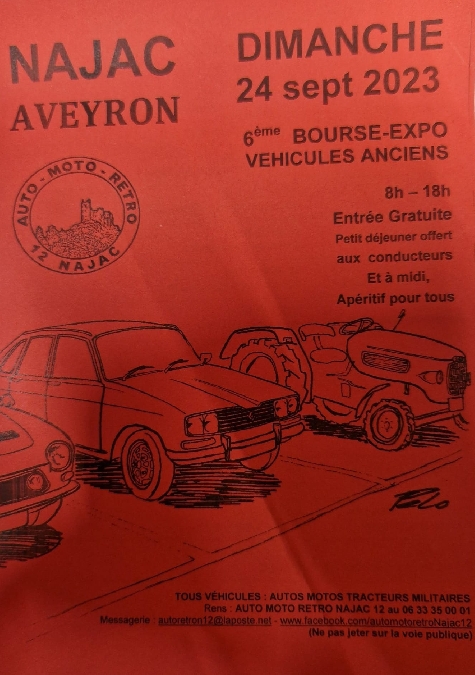 NAJAC
AVEYRON
DIMANCHE
24 sept 2023
6ème BOURSE-EXPO
VEHICULES ANCIENS
AUTO-MOTO-RETRO
12 NAJAC
8h – 18h
Entrée Gratuite
Petit déjeuner offert
aux conducteurs
Et à midi,
Apéritif pour tous
TOUS VÉHICULES : AUTOS MOTOS TRACTEURS MILITAIRES
Rens : AUTO MOTO RETRO NAJAC 12 au 06 33 35 00 01
Messagerie : autoretron12@laposte.net - www.facebook.com/automotoretroNajac12
(Ne pas jeter sur la voie publique)